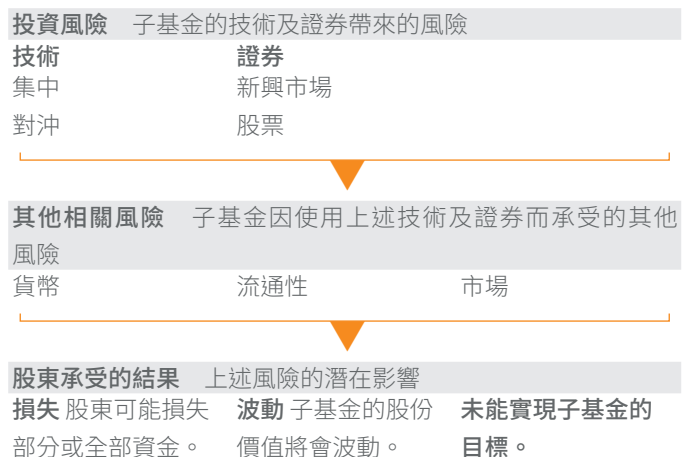 投資風險 子基金的技術及證券帶來的風險
技術 證券
集中 新興市場
對沖 股票
其他相關風險 子基金因使用上述技術及證券而承受的其他
風險
貨幣 流通性 市場
股東承受的結果 上述風險的潛在影響
損失 股東可能損失 波動 子基金的股份 未能實現子基金的
部分或全部資金。 價值將會波動。 目標。